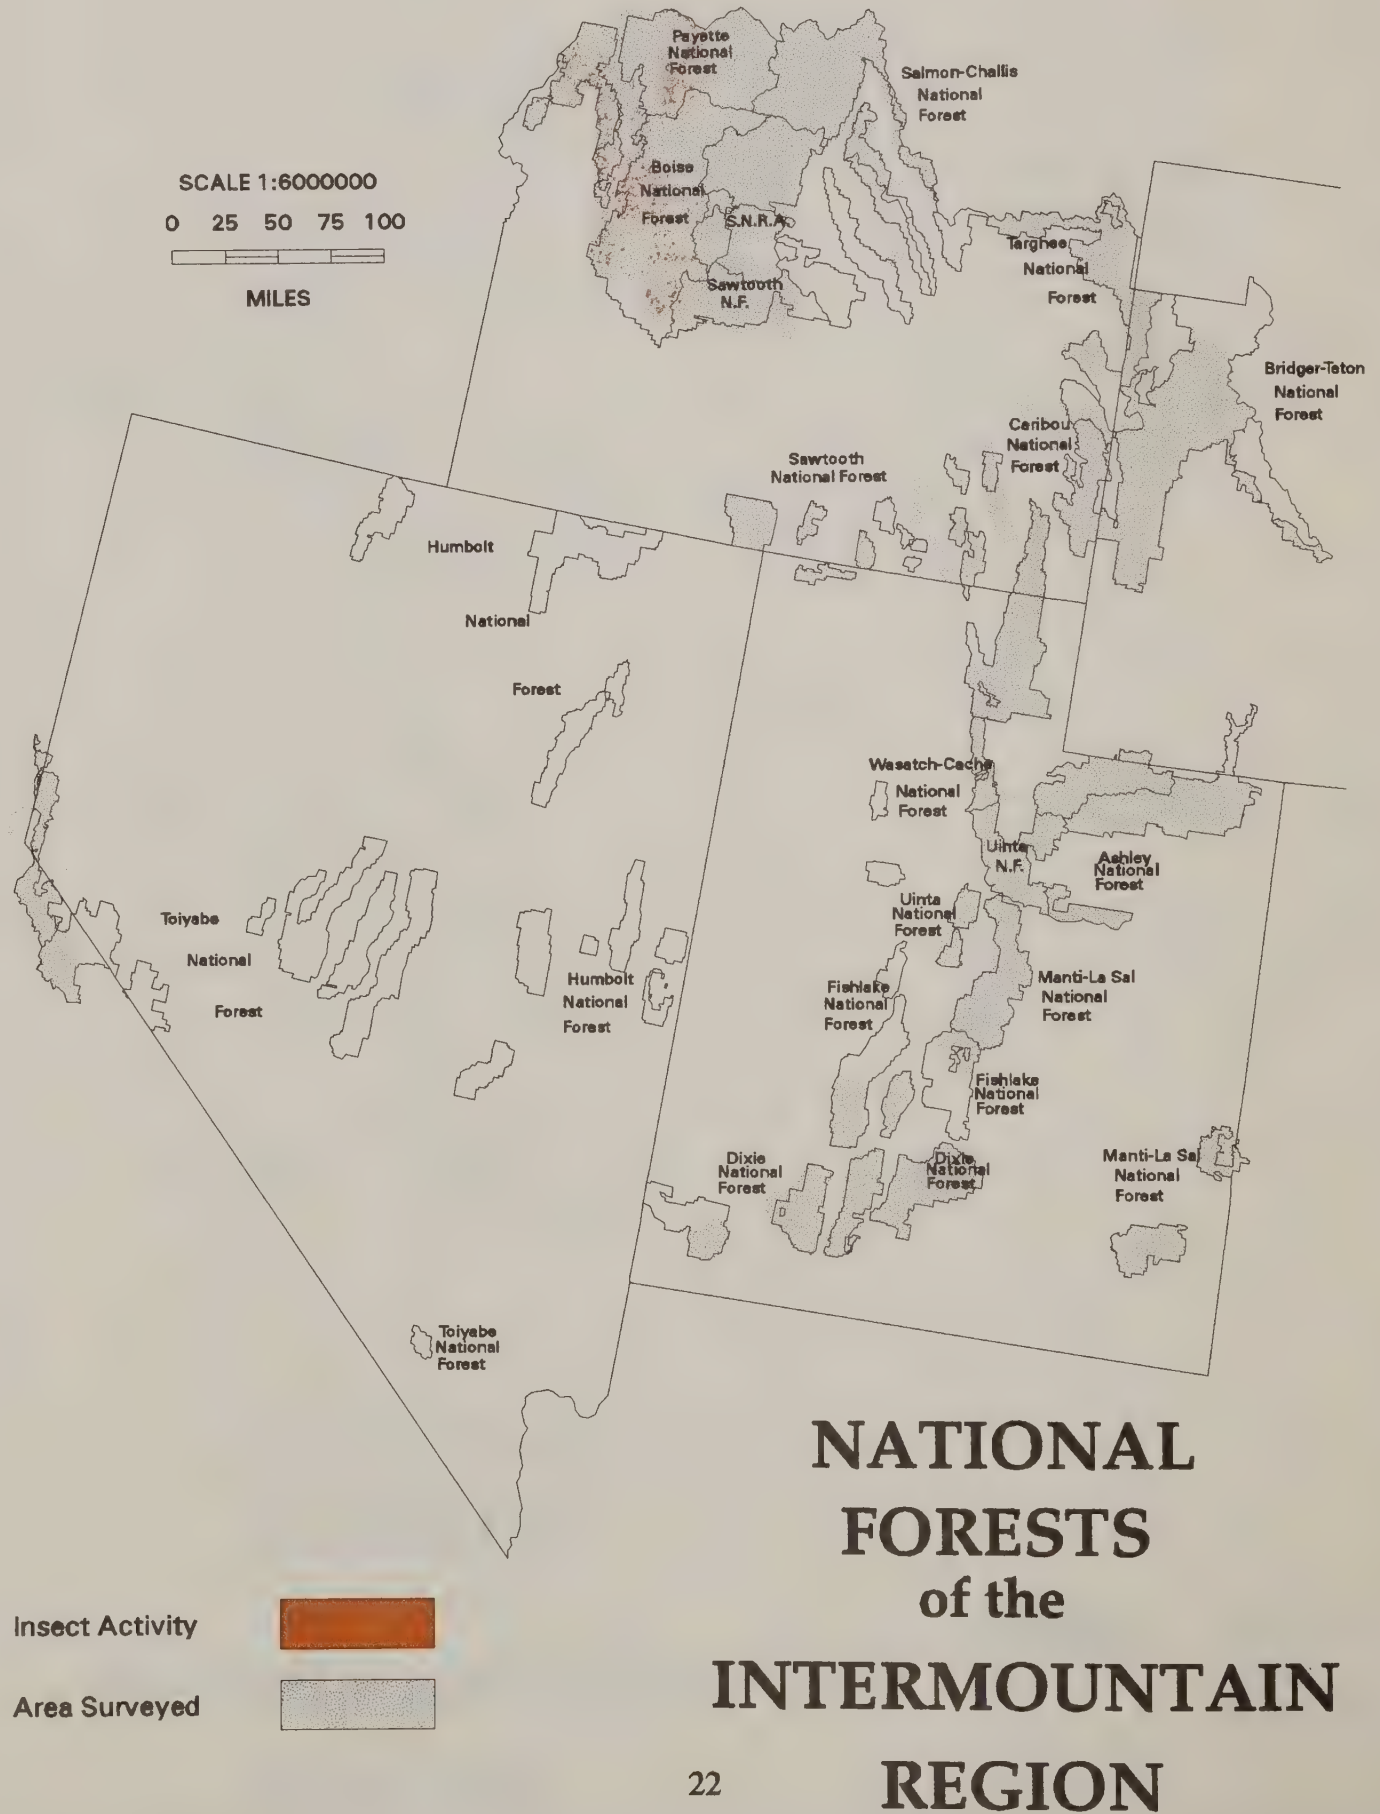 Payette
National
Forest
Salmon-Challis
National
Forest
SCALE 1:6000000
0 25 50 75 100
MILES
Boise
National
Forest
S.N.R.A.
Sawtooth
N.F.
Targhee
National
Forest
Bridger-Teton
National
Forest
Caribou
National
Forest
Sawtooth
National Forest
Humbolt
National
Forest
Wasatch-Cache
National
Forest
Uinta
N.F.
Ashley
National
Forest
Uinta
National
Forest
Toiyabe
National
Forest
Humbolt
National
Forest
Fishlake
National
Forest
Manti-La Sal
National
Forest
Fishlake
National
Forest
Dixie
National
Forest
Dixie
National
Forest
Manti-La Sal
National
Forest
Toiyabe
National
Forest
NATIONAL
FORESTS
of the
INTERMOUNTAIN
REGION
Insect Activity
Area Surveyed
22